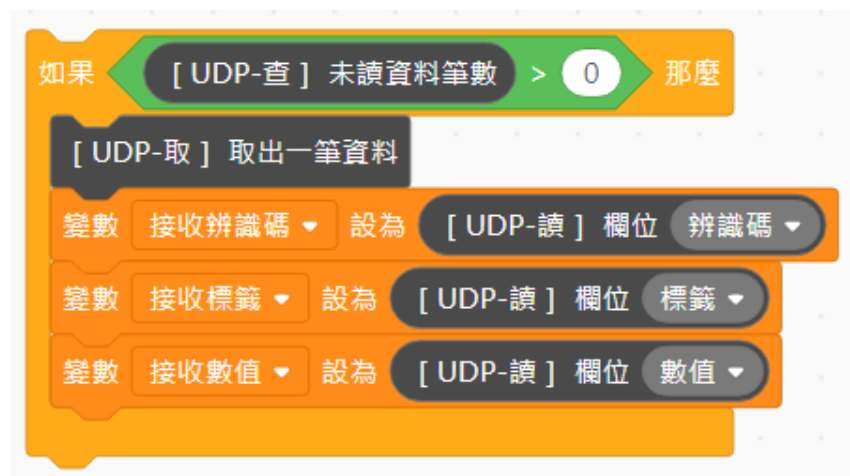 如果 [ UDP-查 ] 未讀資料筆數 > 0 那麼
[ UDP-取 ] 取出一筆資料
變數 接收辨識碼 設為 [ UDP-讀 ] 欄位 辨識碼
變數 接收標籤 設為 [ UDP-讀 ] 欄位 標籤
變數 接收數值 設為 [ UDP-讀 ] 欄位 數值